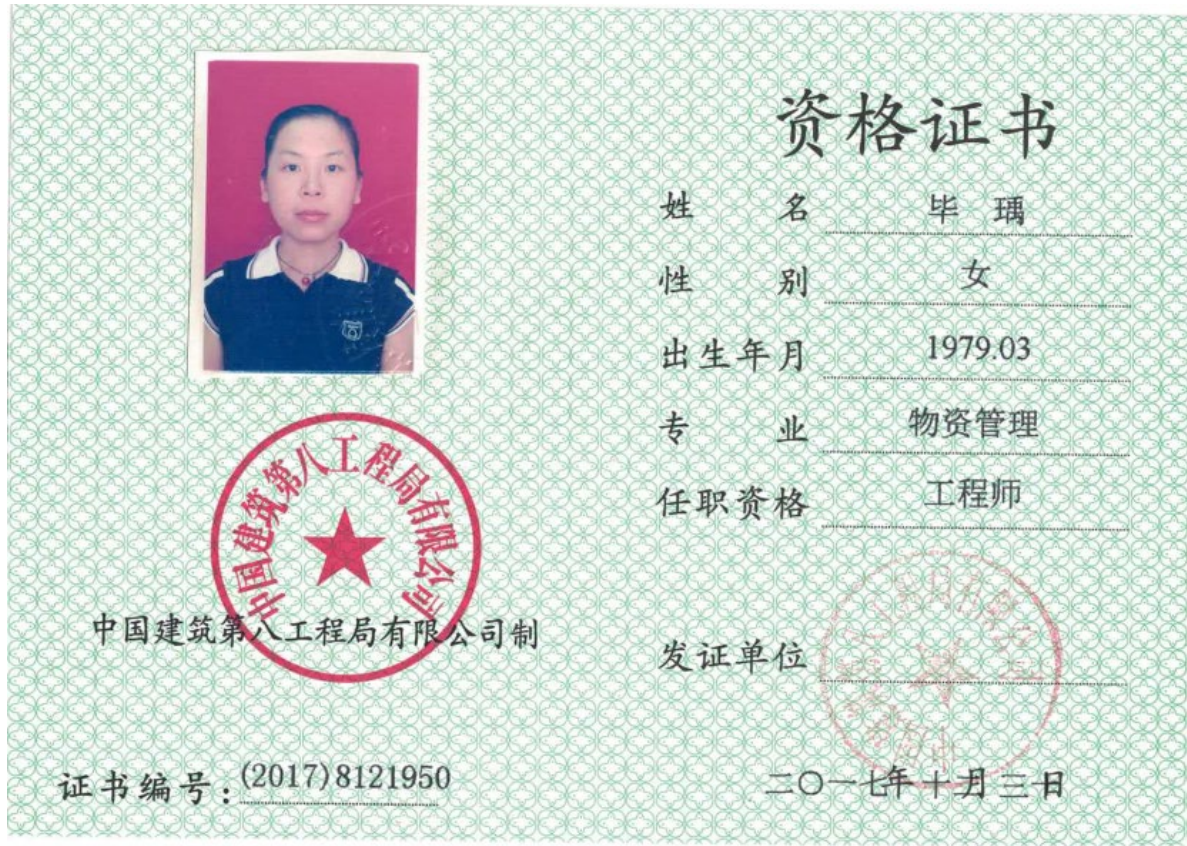 资格证书
姓 名 毕 瑀
性 别 女
出生年月 1979.03
专 业 物资管理
任职资格 工程师
发证单位
二〇一七年十月三日
中国建筑第八工程局有限公司
中国建筑第八工程局有限公司制
证书编号：(2017)8121950